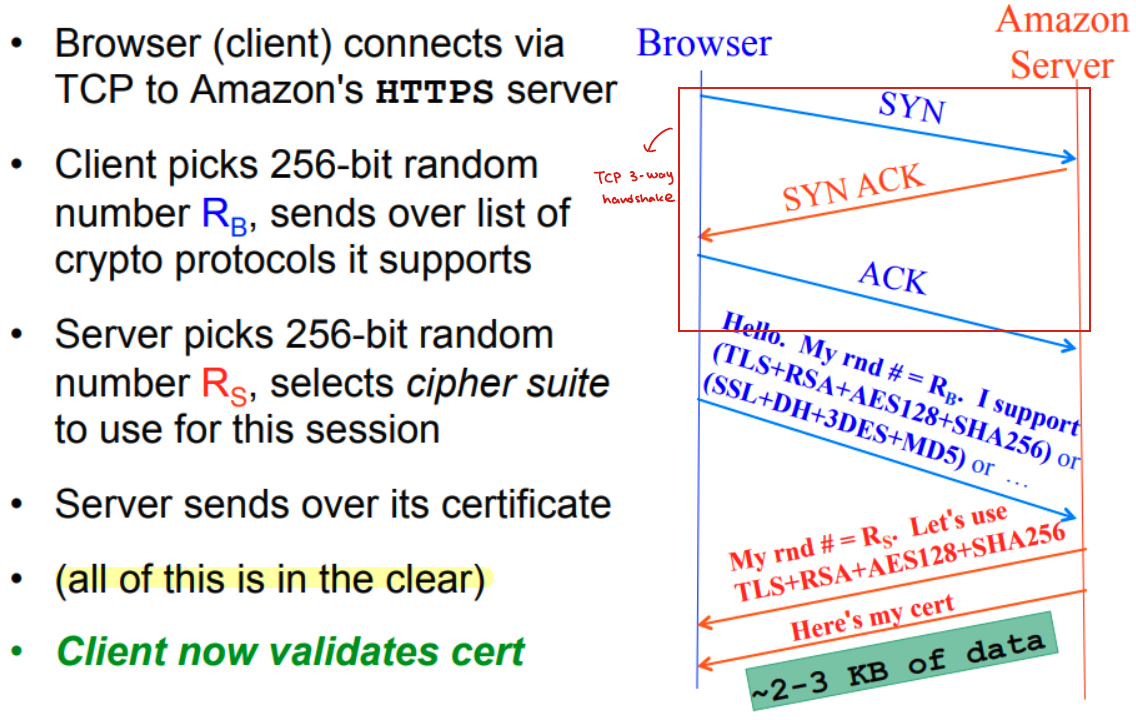 • Browser (client) connects via
TCP to Amazon's HTTPS server
• Client picks 256-bit random
number R_B, sends over list of
crypto protocols it supports
• Server picks 256-bit random
number R_S, selects cipher suite
to use for this session
• Server sends over its certificate
• (all of this is in the clear)
• Client now validates cert
Browser
Amazon
Server
SYN
TCP 3-way
handshake
SYN ACK
ACK
Hello. My rnd # = R_B. I support
(TLS+RSA+AES128+SHA256) or
(SSL+DH+3DES+MD5) or …
My rnd # = R_S. Let's use
TLS+RSA+AES128+SHA256
Here's my cert
~2-3 KB of data